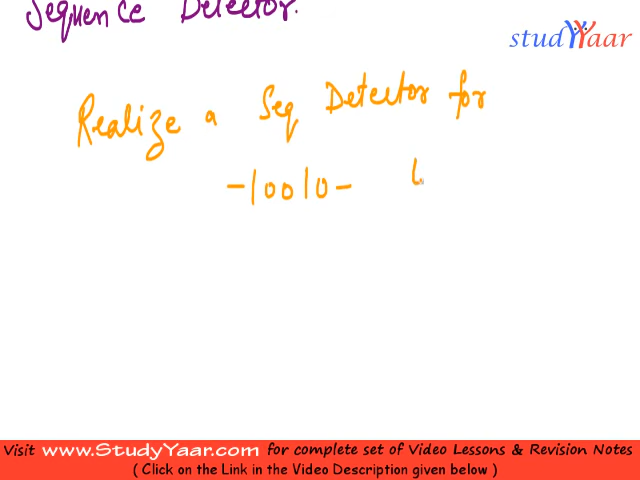 Sequence Detector.
studYYaar
Realize a Seq Detector for
-10010-
Visit www.StudyYaar.com for complete set of Video Lessons & Revision Notes
( Click on the Link in the Video Description given below )